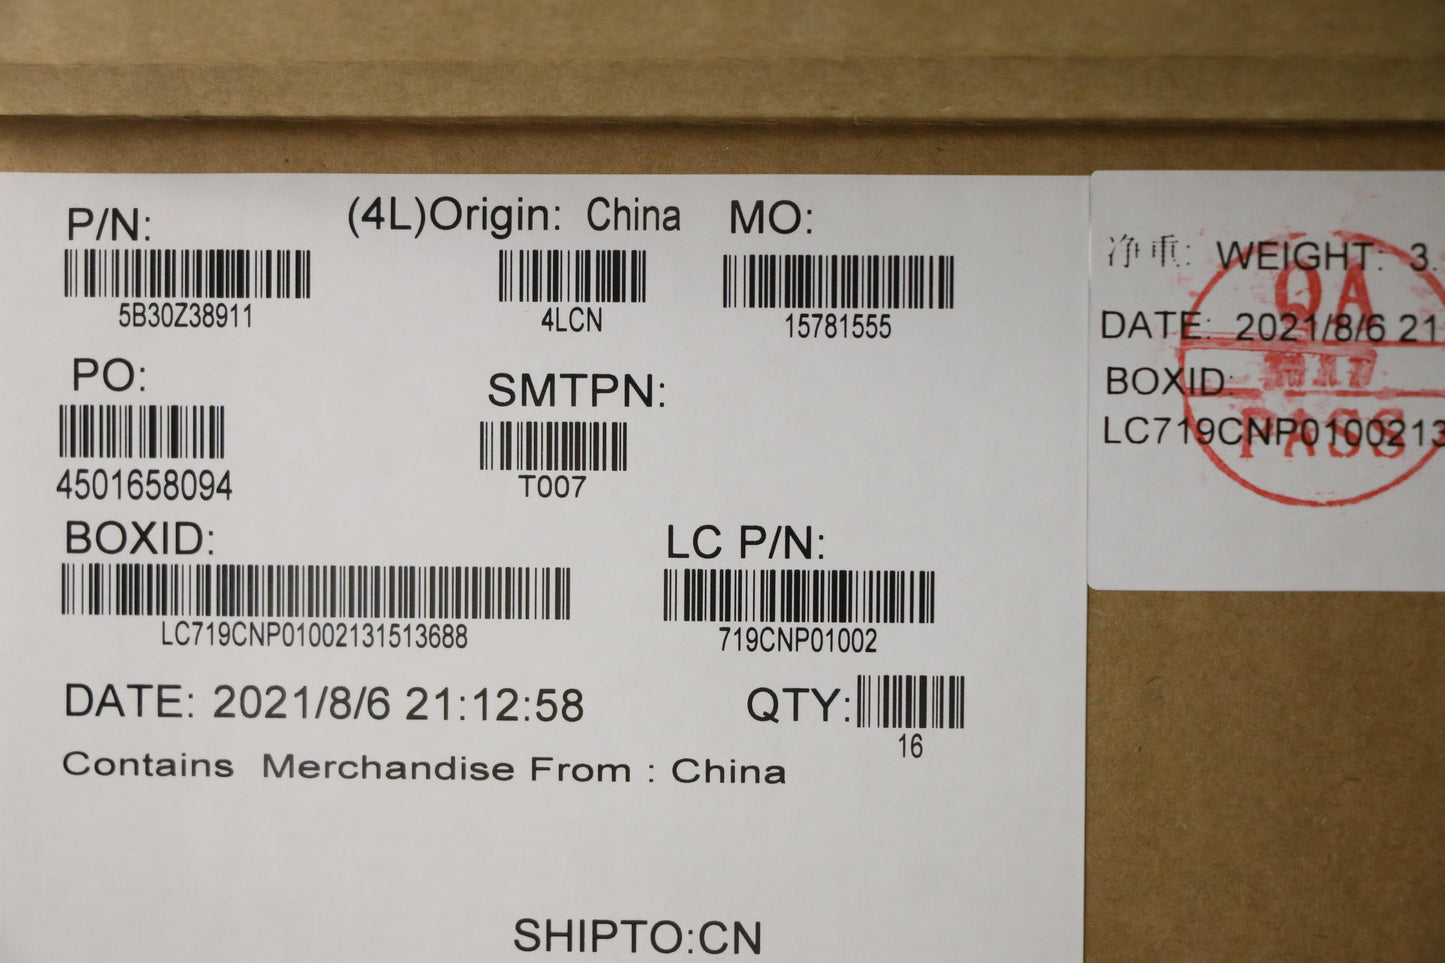 P/N: (4L)Origin: China MO:
5B30Z38911 4LCN 15781555
PO: SMTPN:
4501658094 T007
BOXID: LC P/N:
LC719CNP01002131513688 719CNP01002
DATE: 2021/8/6 21:12:58 QTY:
16
Contains Merchandise From : China
SHIPTO:CN
净重: WEIGHT: 3.
DATE: 2021/8/6 21
BOXID:
LC719CNP0100213
QA
PASS